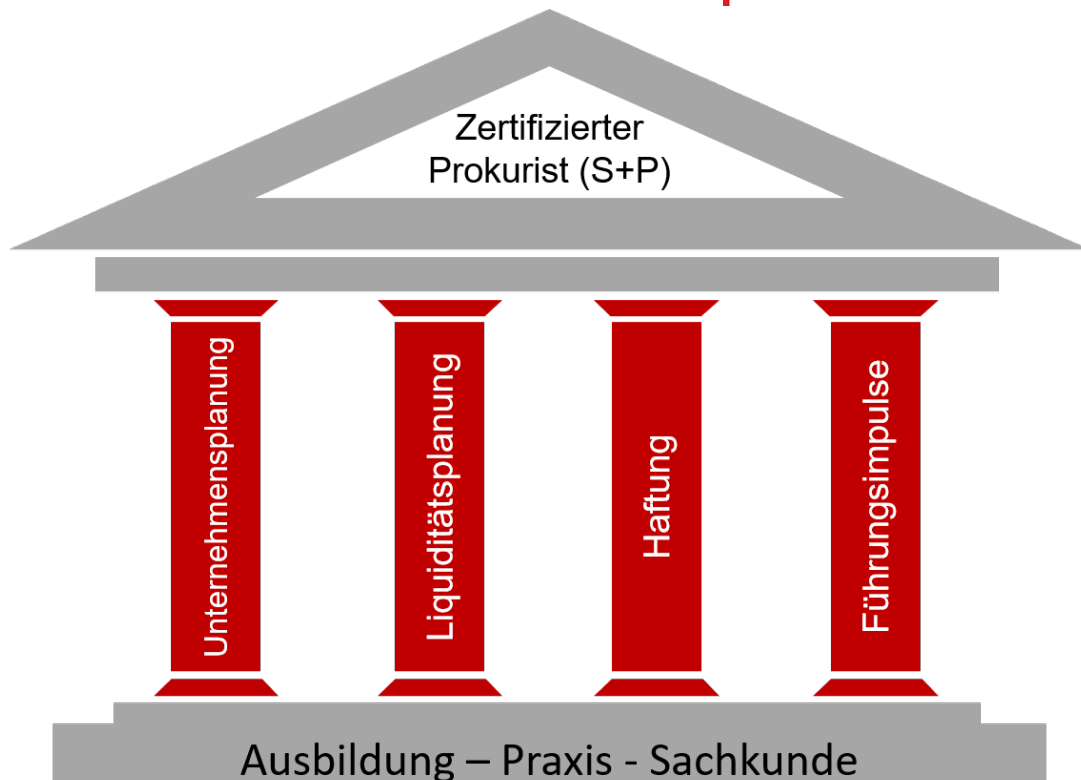 Zertifizierter
Prokurist (S+P)
Unternehmensplanung
Liquiditätsplanung
Haftung
Führungsimpulse
Ausbildung – Praxis - Sachkunde